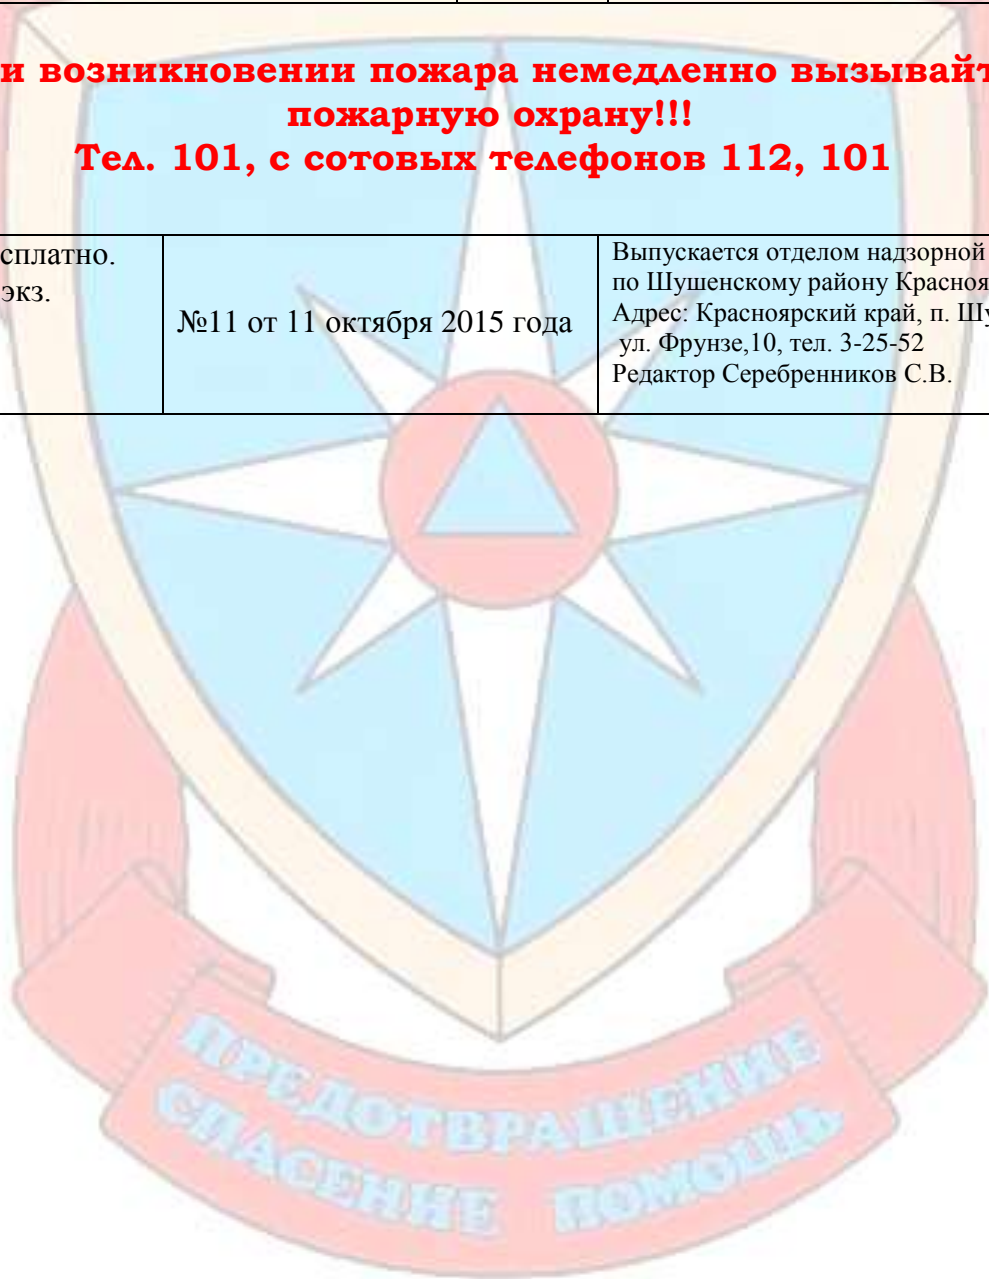 и возникновении пожара немедленно вызывайт
пожарную охрану!!!
Тел. 101, с сотовых телефонов 112, 101
сплатно.
экз.
№11 от 11 октября 2015 года
Выпускается отделом надзорной
по Шушенскому району Краснояр
Адрес: Красноярский край, п. Шу
ул. Фрунзе,10, тел. 3-25-52
Редактор Серебренников С.В.
ПРЕДОТВРАЩЕНИЕ
СПАСЕНИЕ ПОМОЩЬ